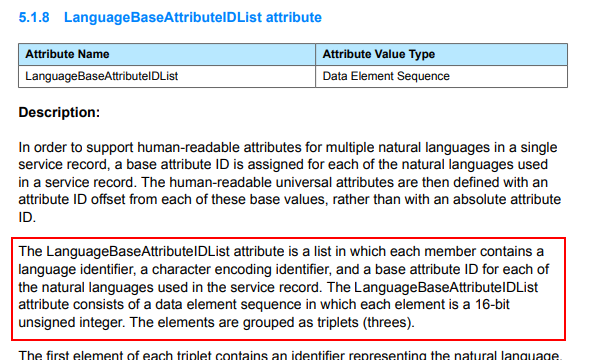 5.1.8 LanguageBaseAttributeIDList attribute
Attribute Name Attribute Value Type
LanguageBaseAttributeIDList Data Element Sequence
Description:
In order to support human-readable attributes for multiple natural languages in a single
service record, a base attribute ID is assigned for each of the natural languages used
in a service record. The human-readable universal attributes are then defined with an
attribute ID offset from each of these base values, rather than with an absolute attribute
ID.
The LanguageBaseAttributeIDList attribute is a list in which each member contains a
language identifier, a character encoding identifier, and a base attribute ID for each of
the natural languages used in the service record. The LanguageBaseAttributeIDList
attribute consists of a data element sequence in which each element is a 16-bit
unsigned integer. The elements are grouped as triplets (threes).
The first element of each triplet contains an identifier representing the natural language.